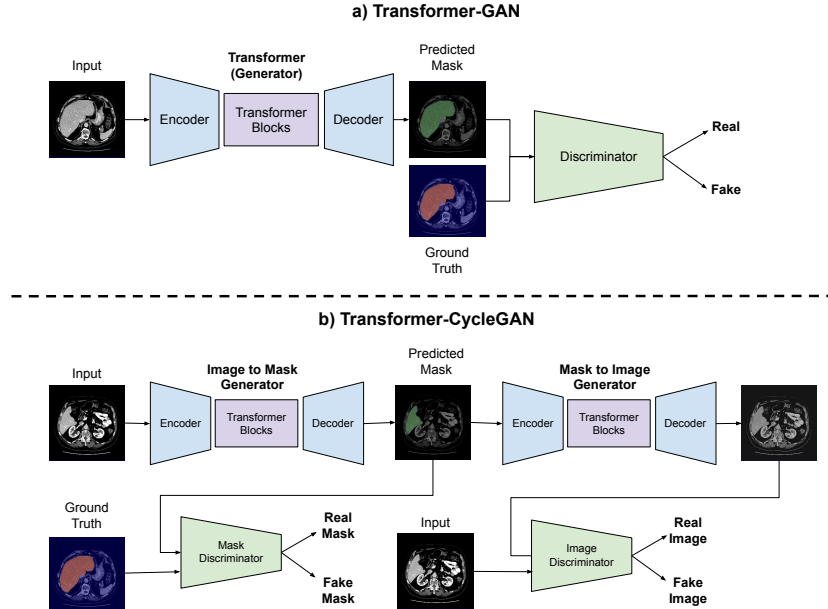 a) Transformer-GAN
Input
Transformer
(Generator)
Predicted
Mask
Encoder
Transformer
Blocks
Decoder
Discriminator
Real
Fake
Ground
Truth
b) Transformer-CycleGAN
Input
Image to Mask
Generator
Predicted
Mask
Mask to Image
Generator
Encoder
Transformer
Blocks
Decoder
Encoder
Transformer
Blocks
Decoder
Ground
Truth
Mask
Discriminator
Real
Mask
Fake
Mask
Input
Image
Discriminator
Real
Image
Fake
Image